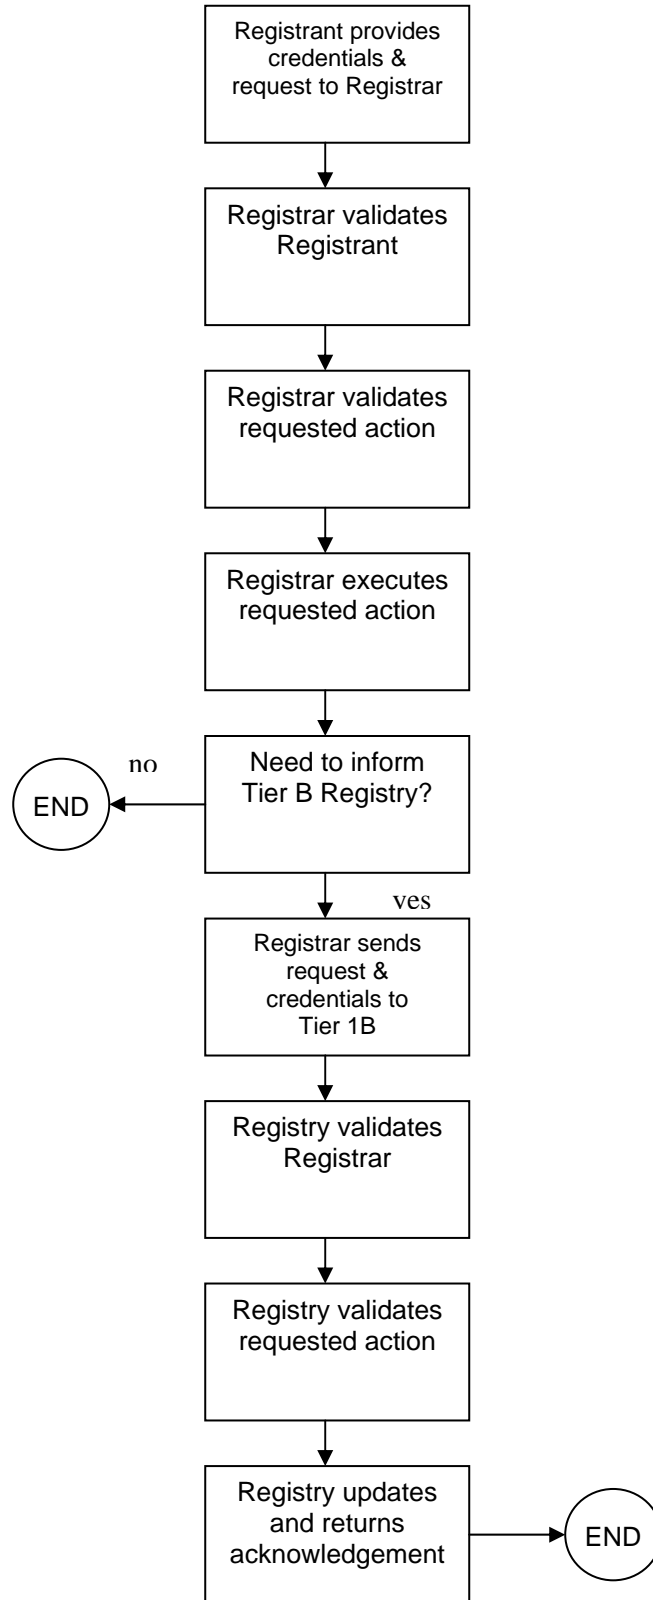 Registrant provides
credentials &
request to Registrar
Registrar validates
Registrant
Registrar validates
requested action
Registrar executes
requested action
Need to inform
Tier B Registry?
no
END
yes
Registrar sends
request &
credentials to
Tier 1B
Registry validates
Registrar
Registry validates
requested action
Registry updates
and returns
acknowledgement
END